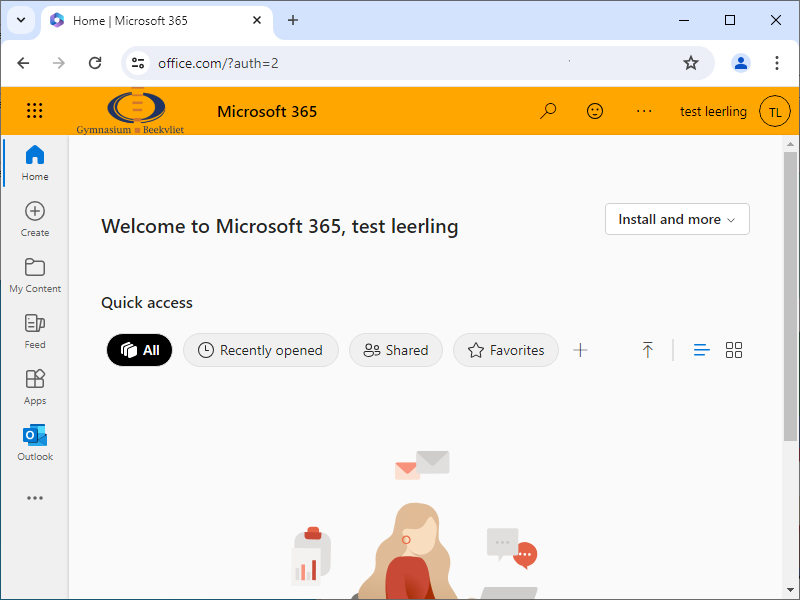 Home | Microsoft 365
office.com/?auth=2
Gymnasium Beekvliet
Microsoft 365
test leerling
TL
Home
Create
My Content
Feed
Apps
Outlook
Welcome to Microsoft 365, test leerling
Install and more
Quick access
All
Recently opened
Shared
Favorites